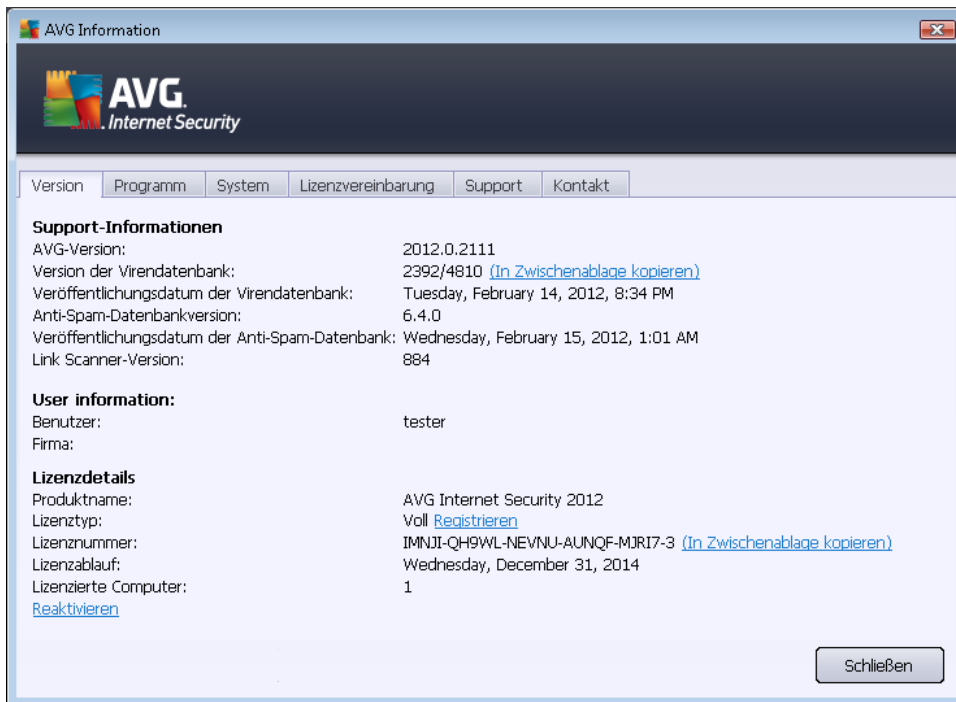 AVG Information
AVG.
Internet Security
Version Programm System Lizenzvereinbarung Support Kontakt
Support-Informationen
AVG-Version: 2012.0.2111
Version der Virendatenbank: 2392/4810 (In Zwischenablage kopieren)
Veröffentlichungsdatum der Virendatenbank: Tuesday, February 14, 2012, 8:34 PM
Anti-Spam-Datenbankversion: 6.4.0
Veröffentlichungsdatum der Anti-Spam-Datenbank: Wednesday, February 15, 2012, 1:01 AM
Link Scanner-Version: 884
User information:
Benutzer: tester
Firma:
Lizenzdetails
Produktname: AVG Internet Security 2012
Lizenztyp: Voll Registrieren
Lizenznummer: IMNJI-QH9WL-NEVNU-AUNQF-MJRI7-3 (In Zwischenablage kopieren)
Lizenzablauf: Wednesday, December 31, 2014
Lizenzierte Computer: 1
Reaktivieren
Schließen